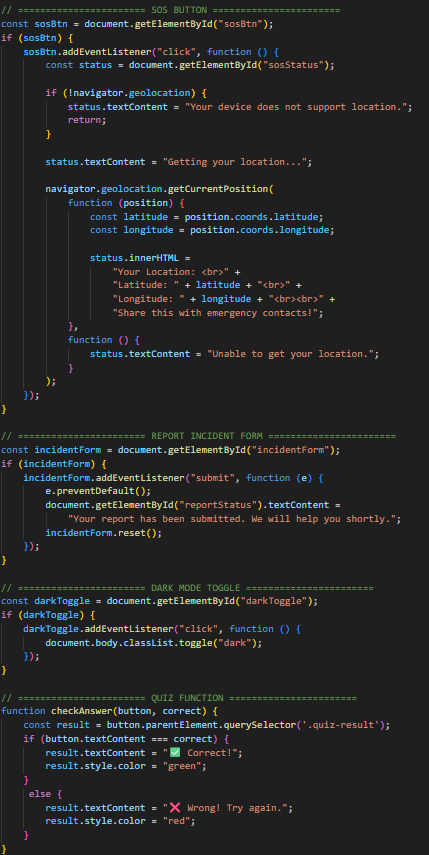 // ======================= SOS BUTTON =======================
const sosBtn = document.getElementById("sosBtn");
if (sosBtn) {
    sosBtn.addEventListener("click", function () {
        const status = document.getElementById("sosStatus");

        if (!navigator.geolocation) {
            status.textContent = "Your device does not support location.";
            return;
        }

        status.textContent = "Getting your location...";

        navigator.geolocation.getCurrentPosition(
            function (position) {
                const latitude = position.coords.latitude;
                const longitude = position.coords.longitude;

                status.innerHTML =
                    "Your Location: <br>" +
                    "Latitude: " + latitude + "<br>" +
                    "Longitude: " + longitude + "<br><br>" +
                    "Share this with emergency contacts!";
            },
            function () {
                status.textContent = "Unable to get your location.";
            }
        );
    });
}

// ======================= REPORT INCIDENT FORM =======================
const incidentForm = document.getElementById("incidentForm");
if (incidentForm) {
    incidentForm.addEventListener("submit", function (e) {
        e.preventDefault();
        document.getElementById("reportStatus").textContent =
            "Your report has been submitted. We will help you shortly.";
        incidentForm.reset();
    });
}

// ======================= DARK MODE TOGGLE =======================
const darkToggle = document.getElementById("darkToggle");
if (darkToggle) {
    darkToggle.addEventListener("click", function () {
        document.body.classList.toggle("dark");
    });
}

// ======================= QUIZ FUNCTION =======================
function checkAnswer(button, correct) {
    const result = button.parentElement.querySelector('.quiz-result');
    if (button.textContent === correct) {
        result.textContent = "✅ Correct!";
        result.style.color = "green";
    }
     else {
        result.textContent = "❌ Wrong! Try again.";
        result.style.color = "red";
    }
}